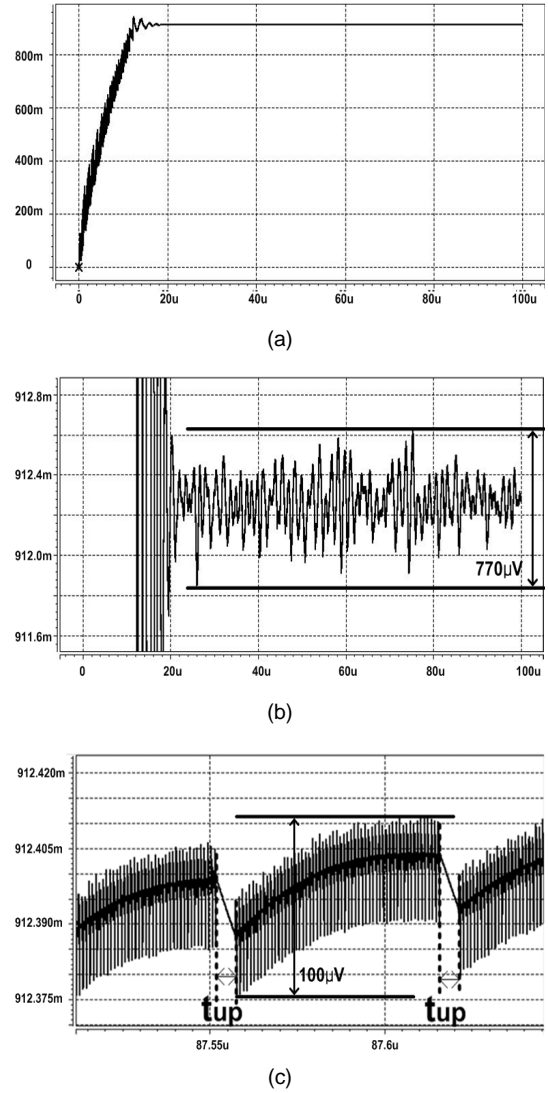 800m
600m
400m
200m
0
0 20u 40u 60u 80u 100u
(a)
912.8m
912.4m
912.0m
770µV
911.6m
0 20u 40u 60u 80u 100u
(b)
912.420m
912.405m
912.390m
100µV
912.375m
tup tup
87.55u 87.6u
(c)